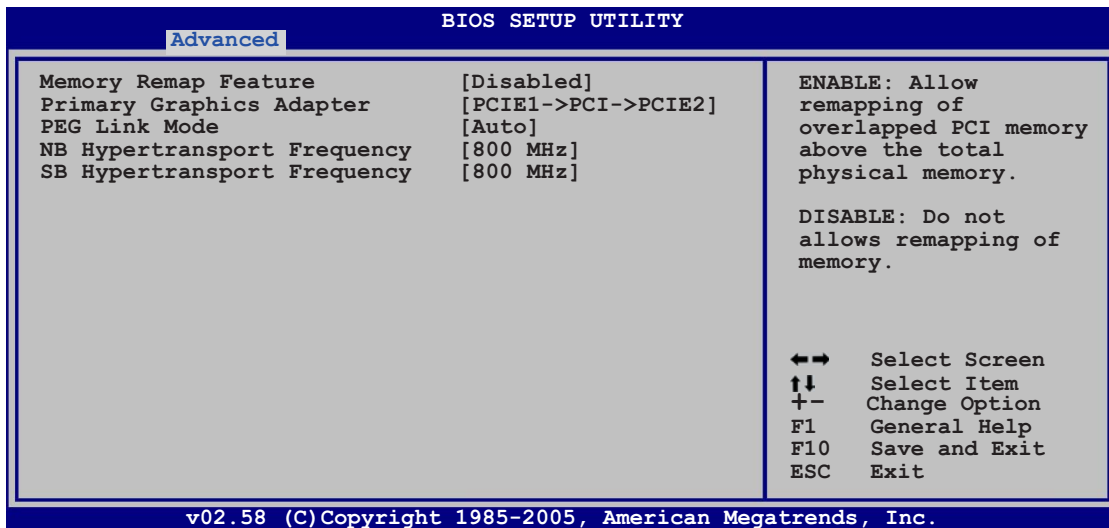 BIOS SETUP UTILITY
Advanced
Memory Remap Feature [Disabled]
Primary Graphics Adapter [PCIE1->PCI->PCIE2]
PEG Link Mode [Auto]
NB Hypertransport Frequency [800 MHz]
SB Hypertransport Frequency [800 MHz]
ENABLE: Allow
remapping of
overlapped PCI memory
above the total
physical memory.
DISABLE: Do not
allows remapping of
memory.
←→ Select Screen
↑↓ Select Item
+- Change Option
F1 General Help
F10 Save and Exit
ESC Exit
v02.58 (C)Copyright 1985-2005, American Megatrends, Inc.